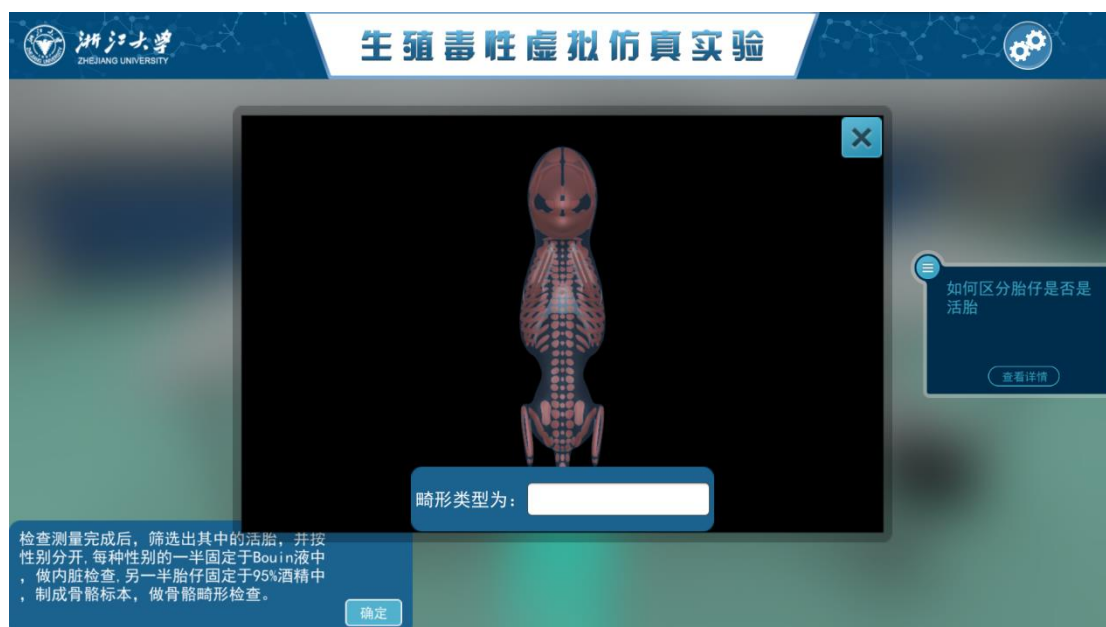 浙江大学
ZHEJIANG UNIVERSITY
生殖毒性虚拟仿真实验
如何区分胎仔是否是
活胎
查看详情
畸形类型为:
检查测量完成后, 筛选出其中的活胎, 并按
性别分开,每种性别的一半固定于Bouin液中
, 做内脏检查,另一半胎仔固定于95%酒精中
, 制成骨骼标本, 做骨骼畸形检查。
确定